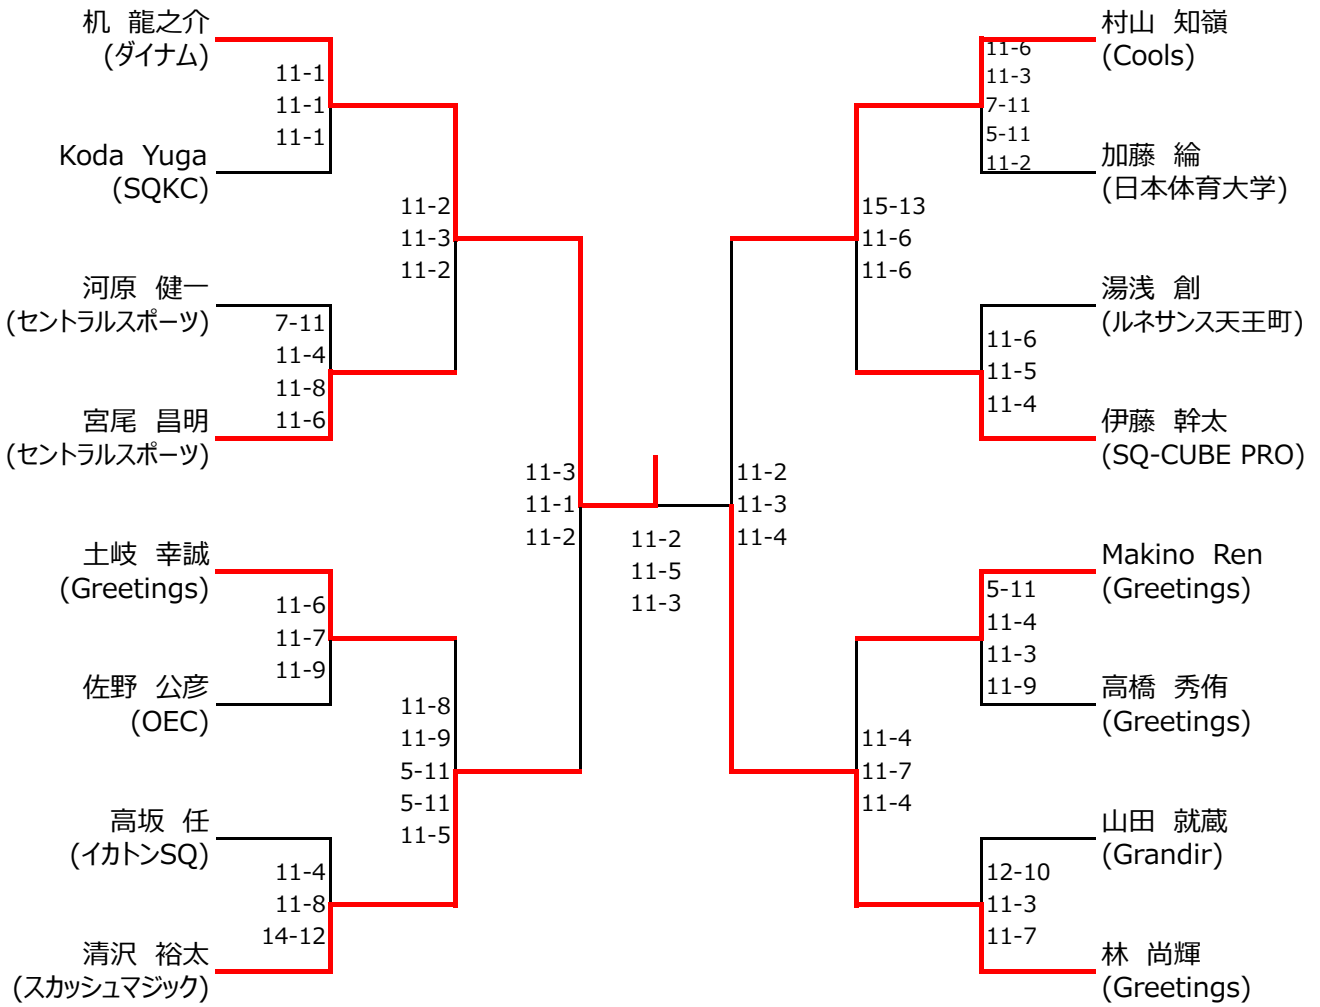 机 龍之介
(ダイナム)
11-1
11-1
11-1
Koda Yuga
(SQKC)
11-2
11-3
11-2
河原 健一
(セントラルスポーツ)
7-11
11-4
11-8
11-6
宮尾 昌明
(セントラルスポーツ)
11-3
11-1
11-2
土岐 幸誠
(Greetings)
11-6
11-7
11-9
佐野 公彦
(OEC)
11-8
11-9
5-11
5-11
11-5
高坂 任
(イカトンSQ)
11-4
11-8
14-12
清沢 裕太
(スカッシュマジック)
11-2
11-5
11-3
村山 知嶺
(Cools)
11-6
11-3
7-11
5-11
11-2
加藤 綸
(日本体育大学)
15-13
11-6
11-6
湯浅 創
(ルネサンス天王町)
11-6
11-5
11-4
伊藤 幹太
(SQ-CUBE PRO)
11-2
11-3
11-4
Makino Ren
(Greetings)
5-11
11-4
11-3
11-9
高橋 秀侑
(Greetings)
11-4
11-7
11-4
山田 就蔵
(Grandir)
12-10
11-3
11-7
林 尚輝
(Greetings)